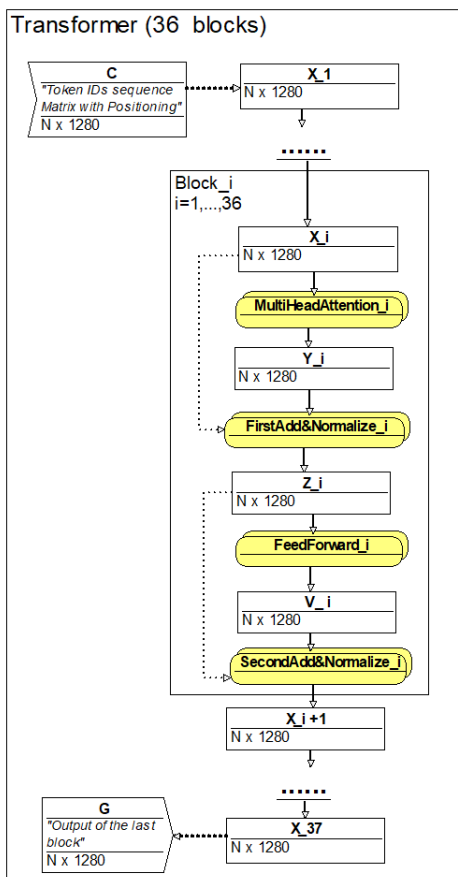 Transformer (36 blocks)
C
"Token IDs sequence
Matrix with Positioning"
N x 1280
X_1
N x 1280
......
Block_i
i=1,...,36
X_i
N x 1280
MultiHeadAttention_i
Y_i
N x 1280
FirstAdd&Normalize_i
Z_i
N x 1280
FeedForward_i
V_i
N x 1280
SecondAdd&Normalize_i
X_i+1
N x 1280
......
G
"Output of the last
block"
N x 1280
X_37
N x 1280